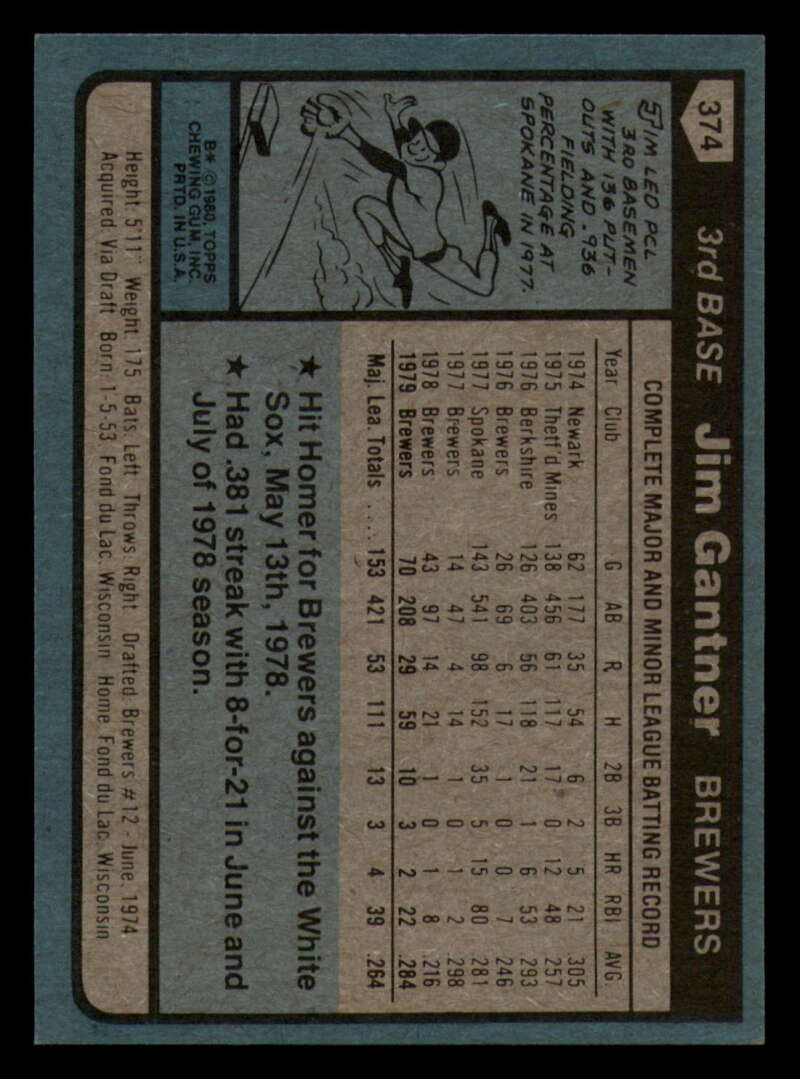 374 3rd BASE Jim Gantner BREWERS
JIM LED PCL
3RD BASEMEN
WITH 136 PUT-
OUTS AND .936
FIELDING
PERCENTAGE AT
SPOKANE IN 1977.
B* © 1980, TOPPS
CHEWING GUM, INC.
PRTD. IN U.S.A.
COMPLETE MAJOR AND MINOR LEAGUE BATTING RECORD
Year Club G AB R H 2B 3B HR RBI AVG
1974 Newark 62 177 35 54 6 2 5 21 .305
1975 Thetf'd Mines 138 456 61 117 17 0 12 48 .257
1976 Berkshire 126 403 56 118 21 1 6 53 .293
1976 Brewers 26 69 6 17 1 0 0 7 .246
1977 Spokane 143 541 98 152 35 5 15 80 .281
1977 Brewers 14 47 4 14 1 0 1 2 .298
1978 Brewers 43 97 14 21 1 0 1 8 .216
1979 Brewers 70 208 29 59 10 3 2 22 .284
Maj. Lea. Totals .... 153 421 53 111 13 3 4 39 .264
★ Hit Homer for Brewers against the White
Sox, May 13th, 1978.
★ Had .381 streak with 8-for-21 in June and
July of 1978 season.
Height: 5'11" Weight: 175 Bats: Left Throws: Right Drafted: Brewers #12 - June, 1974
Acquired: Via Draft Born: 1-5-53, Fond du Lac, Wisconsin Home: Fond du Lac, Wisconsin